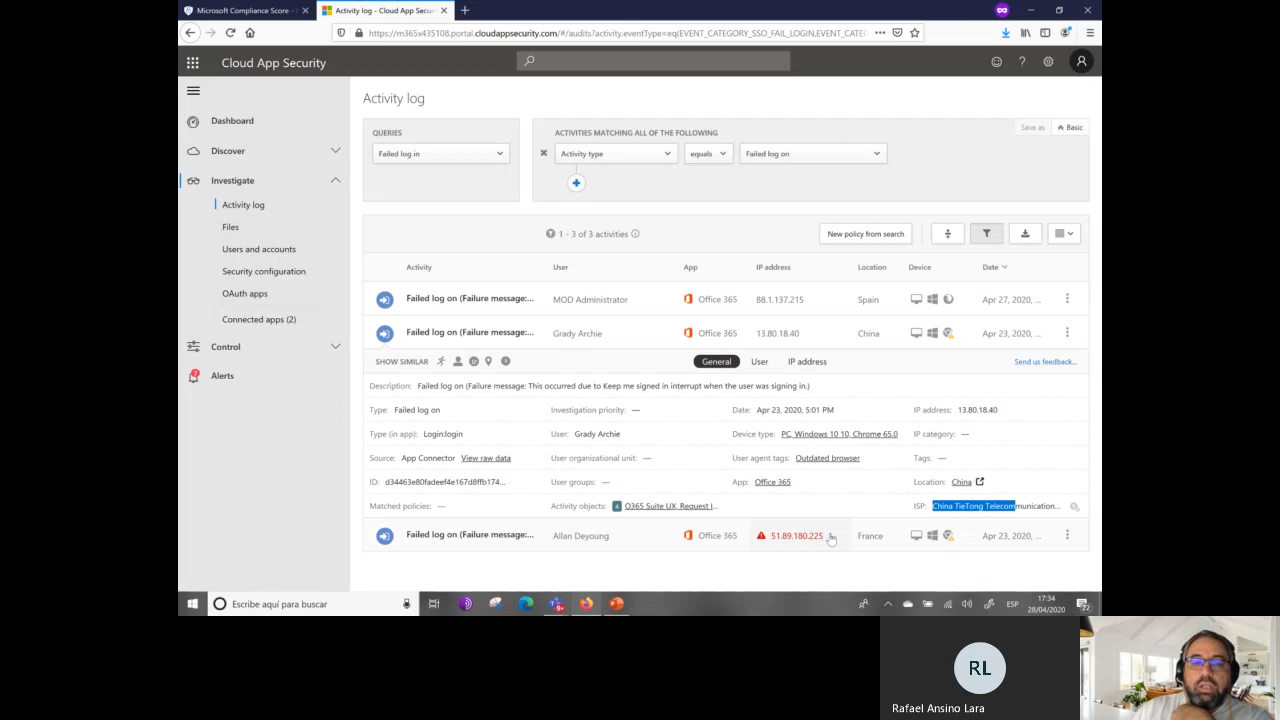 Microsoft Compliance Score -
Activity log - Cloud App Secur
https://m365x435108.portal.cloudappsecurity.com/#/audits?activity.eventType=eq(EVENT_CATEGORY_SSO_FAIL_LOGIN,EVENT_CATE
Cloud App Security
Activity log
Dashboard
Discover
Investigate
Activity log
Files
Users and accounts
Security configuration
OAuth apps
Connected apps (2)
Control
Alerts
QUERIES
Failed log in
ACTIVITIES MATCHING ALL OF THE FOLLOWING
Save as Basic
Activity type equals Failed log on
1 - 3 of 3 activities
New policy from search
Activity User App IP address Location Device Date
Failed log on (Failure message:... MOD Administrator Office 365 88.1.137.215 Spain Apr 27, 2020, ...
Failed log on (Failure message:... Grady Archie Office 365 13.80.18.40 China Apr 23, 2020, ...
SHOW SIMILAR General User IP address Send us feedback...
Description: Failed log on (Failure message: This occurred due to Keep me signed in interrupt when the user was signing in.)
Type: Failed log on Investigation priority: — Date: Apr 23, 2020, 5:01 PM IP address: 13.80.18.40
Type (in app): Login:login User: Grady Archie Device type: PC, Windows 10 10, Chrome 65.0 IP category: —
Source: App Connector View raw data User organizational unit: — User agent tags: Outdated browser Tags: —
ID: d34463e80fadeef4e167d8ffb174... User groups: — App: Office 365 Location: China
Matched policies: — Activity objects: 4 O365 Suite UX, Request I... ISP: China TieTong Telecommunication...
Failed log on (Failure message:... Allan Deyoung Office 365 51.89.180.225 France Apr 23, 2020, ...
Escribe aquí para buscar
ESP
17:34
28/04/2020
22
RL
Rafael Ansino Lara